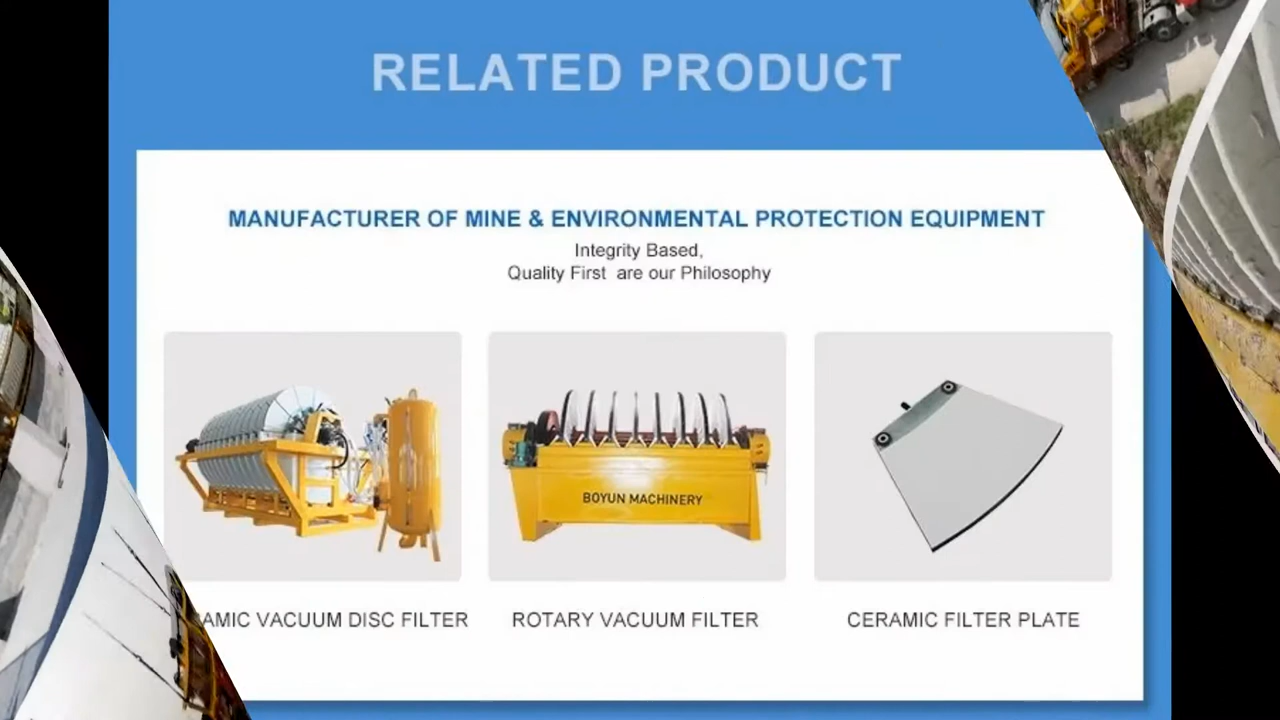 RELATED PRODUCT
MANUFACTURER OF MINE & ENVIRONMENTAL PROTECTION EQUIPMENT
Integrity Based,
Quality First are our Philosophy
BOYUN MACHINERY
VACUUM DISC FILTER
ROTARY VACUUM FILTER
CERAMIC FILTER PLATE